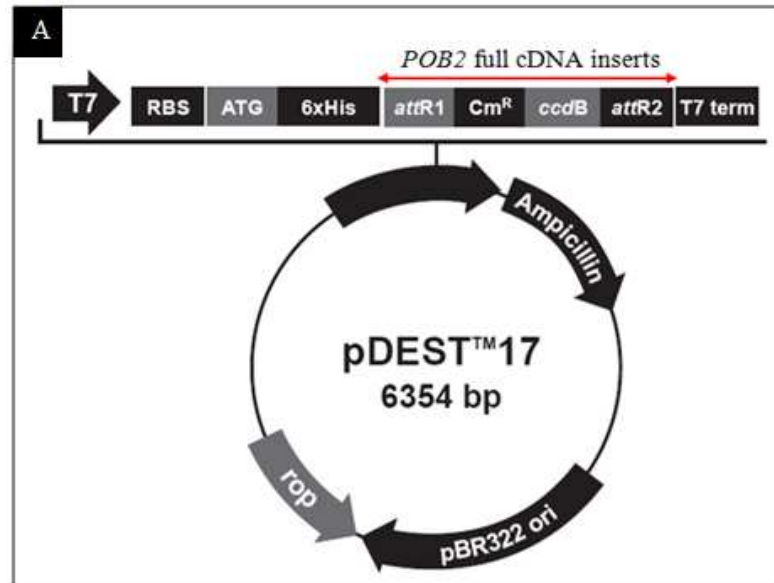 A
POB2 full cDNA inserts
T7 RBS ATG 6xHis attR1 Cmᴿ ccdB attR2 T7 term
Ampicillin
pDEST™17
6354 bp
rop
pBR322 ori